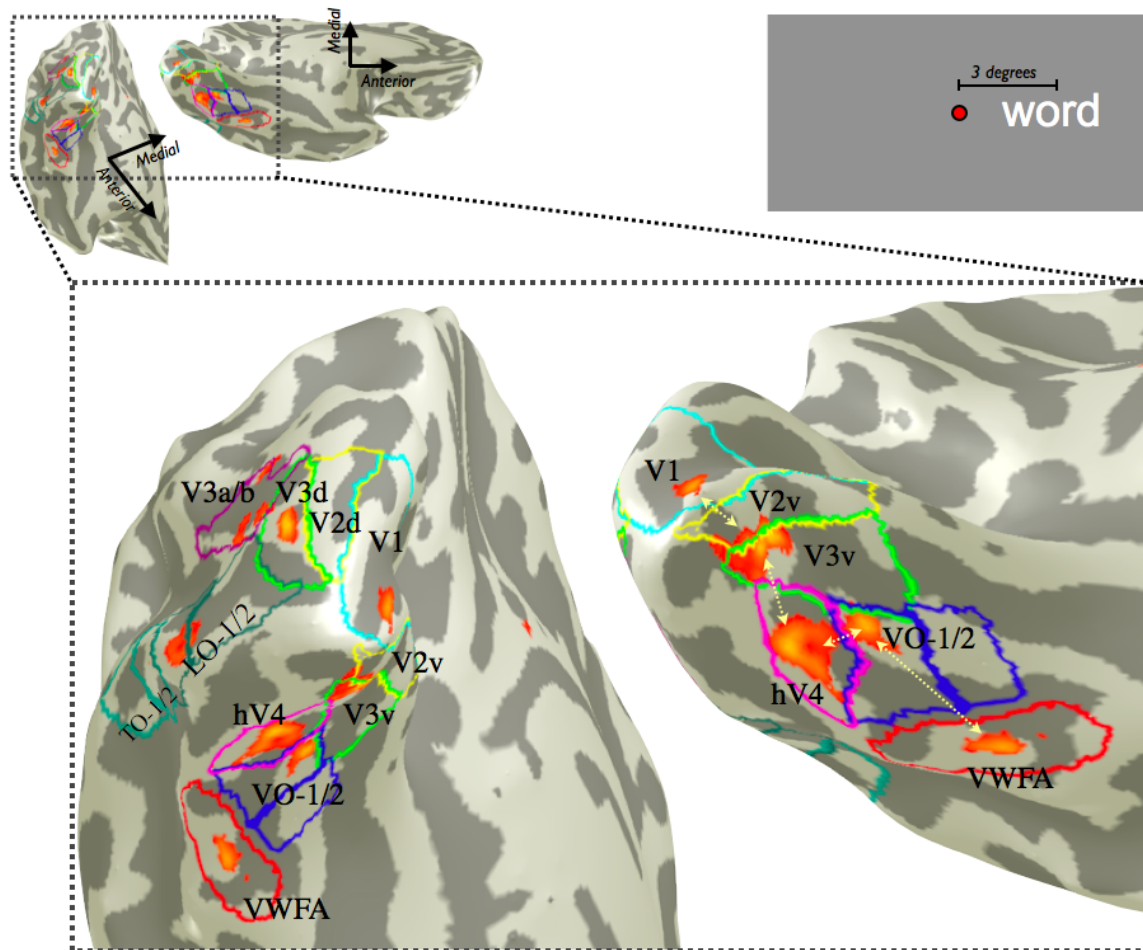 Medial
Anterior
Medial
Anterior
3 degrees
word
V3a/b
V3d
V2d
V1
LO-1/2
TO-1/2
V2v
hV4
V3v
VO-1/2
VWFA
V1
V2v
V3v
VO-1/2
hV4
VWFA